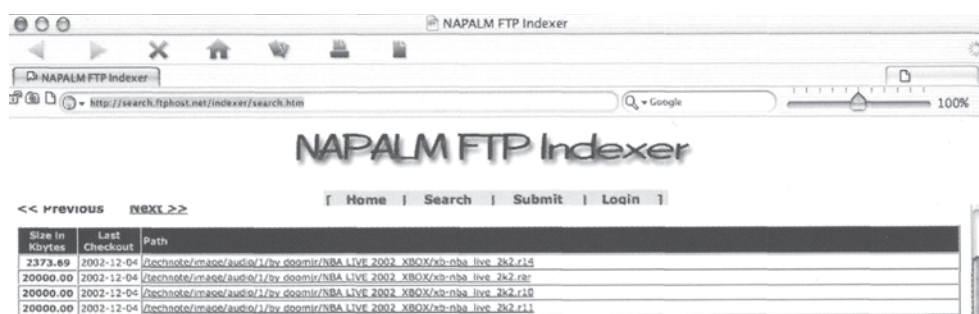 NAPALM FTP Indexer
NAPALM FTP Indexer
http://search.ftphost.net/indexer/search.htm
Google
100%
NAPALM FTP Indexer
[ Home | Search | Submit | Login ]
<< Previous Next >>
Size In Kbytes Last Checkout Path
2373.69 2002-12-04 /technote/image/audio/1/by doomir/NBA LIVE 2002 XBOX/xb-nba live 2k2.r14
20000.00 2002-12-04 /technote/image/audio/1/by doomir/NBA LIVE 2002 XBOX/xb-nba live 2k2.rar
20000.00 2002-12-04 /technote/image/audio/1/by doomir/NBA LIVE 2002 XBOX/xb-nba live 2k2.r10
20000.00 2002-12-04 /technote/image/audio/1/by doomir/NBA LIVE 2002 XBOX/xb-nba live 2k2.r11